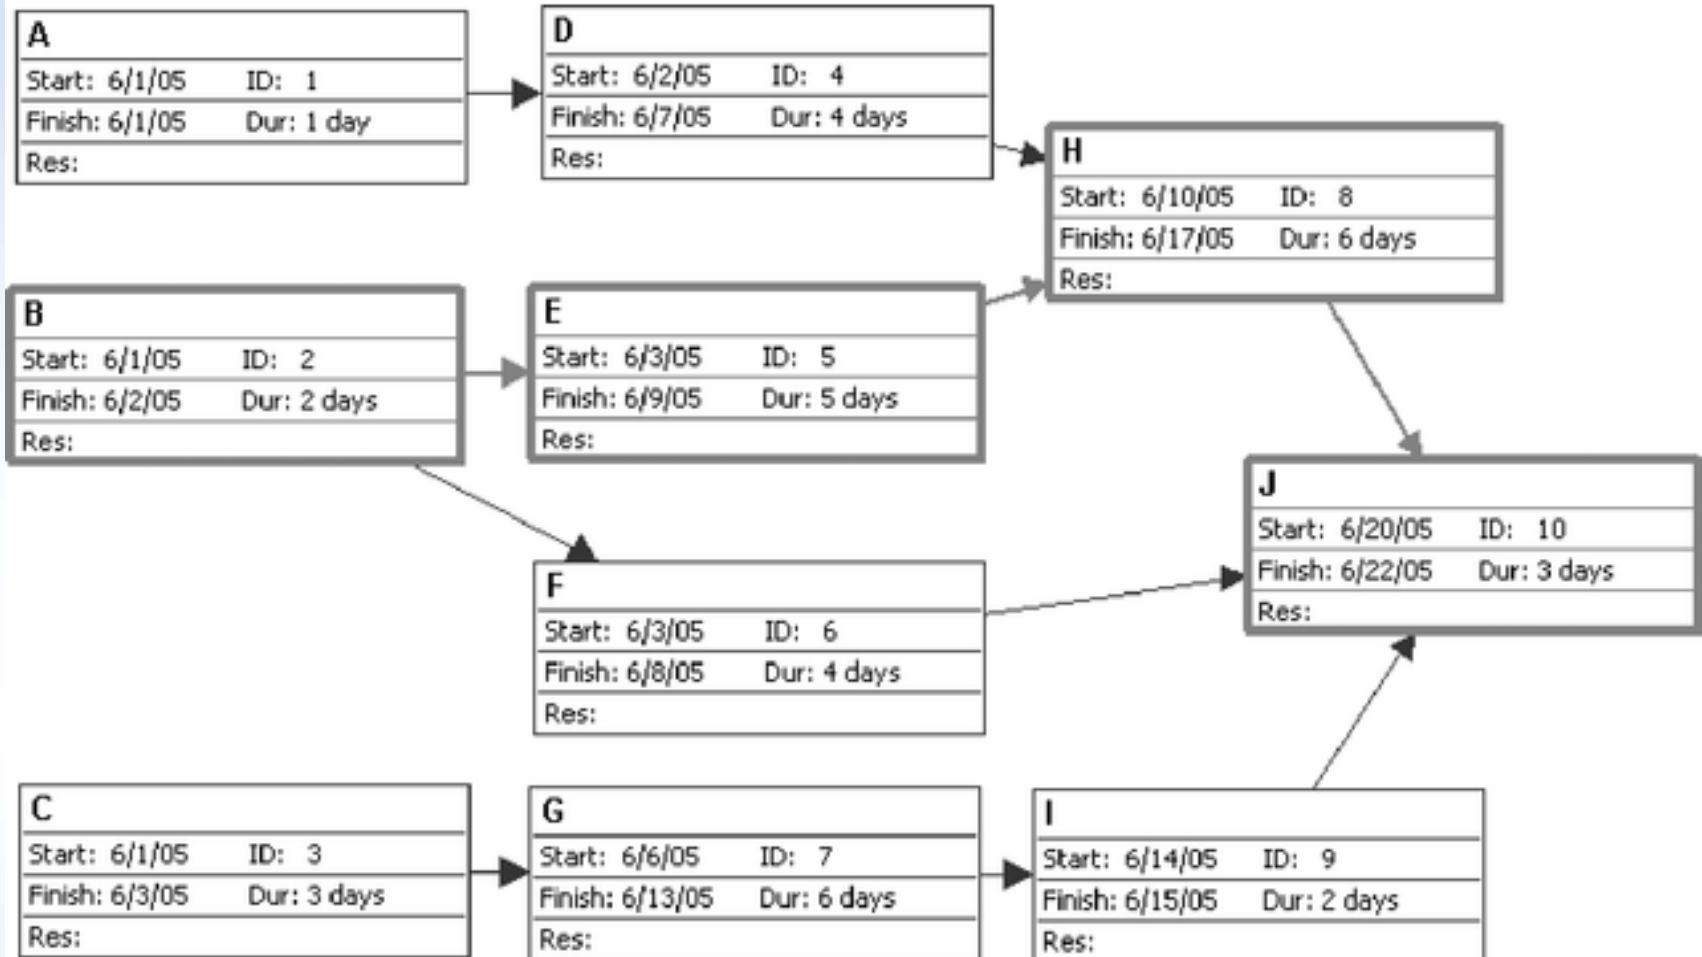 A
Start: 6/1/05 ID: 1
Finish: 6/1/05 Dur: 1 day
Res:
D
Start: 6/2/05 ID: 4
Finish: 6/7/05 Dur: 4 days
Res:
H
Start: 6/10/05 ID: 8
Finish: 6/17/05 Dur: 6 days
Res:
B
Start: 6/1/05 ID: 2
Finish: 6/2/05 Dur: 2 days
Res:
E
Start: 6/3/05 ID: 5
Finish: 6/9/05 Dur: 5 days
Res:
J
Start: 6/20/05 ID: 10
Finish: 6/22/05 Dur: 3 days
Res:
F
Start: 6/3/05 ID: 6
Finish: 6/8/05 Dur: 4 days
Res:
C
Start: 6/1/05 ID: 3
Finish: 6/3/05 Dur: 3 days
Res:
G
Start: 6/6/05 ID: 7
Finish: 6/13/05 Dur: 6 days
Res:
I
Start: 6/14/05 ID: 9
Finish: 6/15/05 Dur: 2 days
Res: